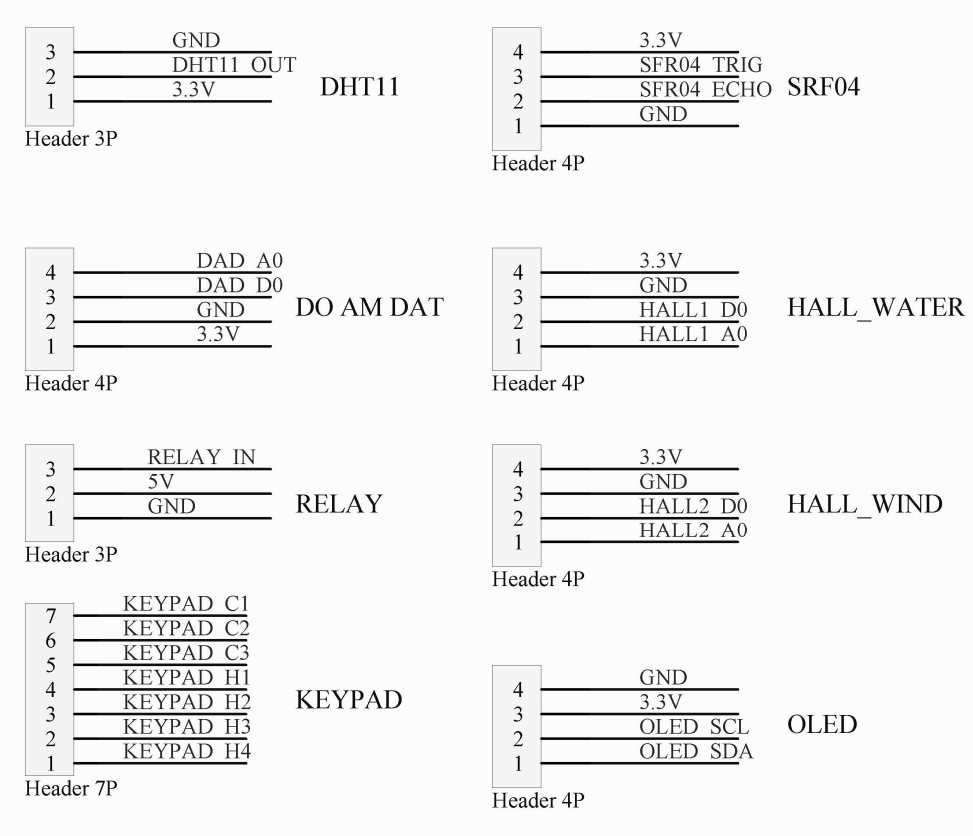 3 GND
2 DHT11_OUT
1 3.3V
DHT11
Header 3P
4 3.3V
3 SFR04_TRIG
2 SFR04_ECHO
1 GND
SRF04
Header 4P
4 DAD_A0
3 DAD_D0
2 GND
1 3.3V
DO AM DAT
Header 4P
4 3.3V
3 GND
2 HALL1_D0
1 HALL1_A0
HALL_WATER
Header 4P
3 RELAY_IN
2 5V
1 GND
RELAY
Header 3P
4 3.3V
3 GND
2 HALL2_D0
1 HALL2_A0
HALL_WIND
Header 4P
7 KEYPAD_C1
6 KEYPAD_C2
5 KEYPAD_C3
4 KEYPAD_H1
3 KEYPAD_H2
2 KEYPAD_H3
1 KEYPAD_H4
KEYPAD
Header 7P
4 GND
3 3.3V
2 OLED_SCL
1 OLED_SDA
OLED
Header 4P